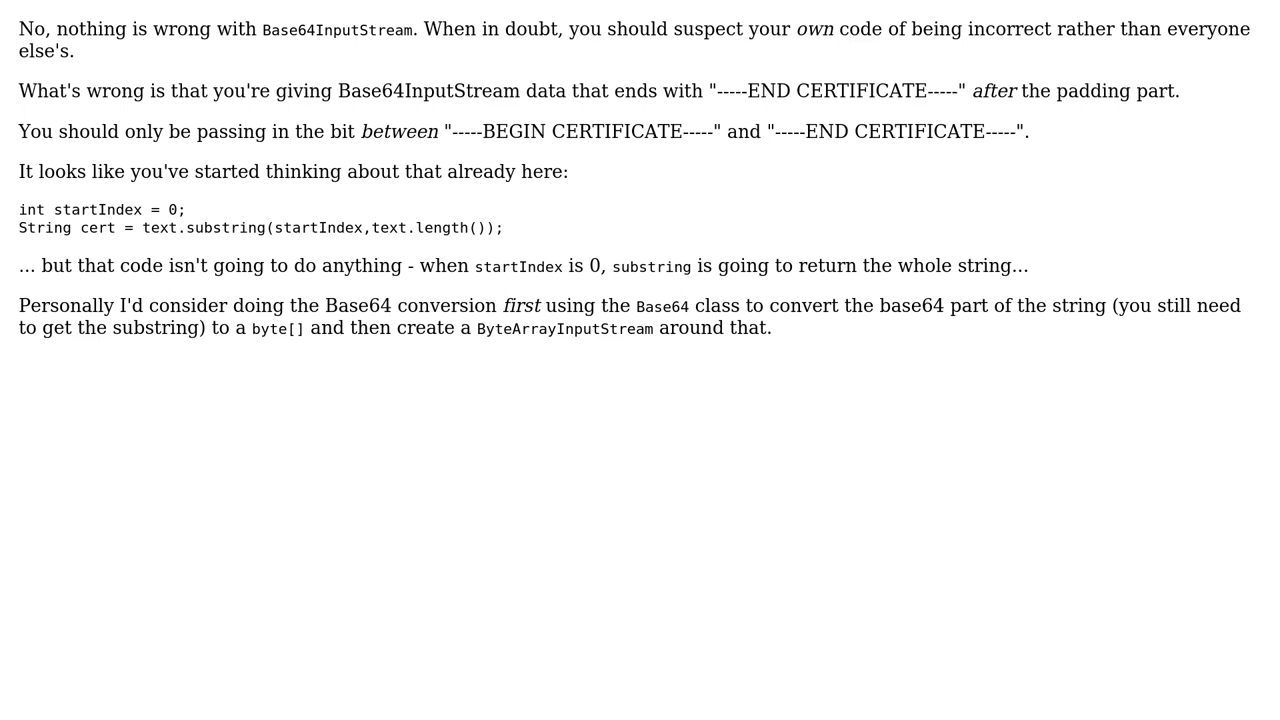 No, nothing is wrong with Base64InputStream. When in doubt, you should suspect your own code of being incorrect rather than everyone
else's.
What's wrong is that you're giving Base64InputStream data that ends with "-----END CERTIFICATE-----" after the padding part.
You should only be passing in the bit between "-----BEGIN CERTIFICATE-----" and "-----END CERTIFICATE-----".
It looks like you've started thinking about that already here:
int startIndex = 0;
String cert = text.substring(startIndex,text.length());
... but that code isn't going to do anything - when startIndex is 0, substring is going to return the whole string...
Personally I'd consider doing the Base64 conversion first using the Base64 class to convert the base64 part of the string (you still need
to get the substring) to a byte[] and then create a ByteArrayInputStream around that.